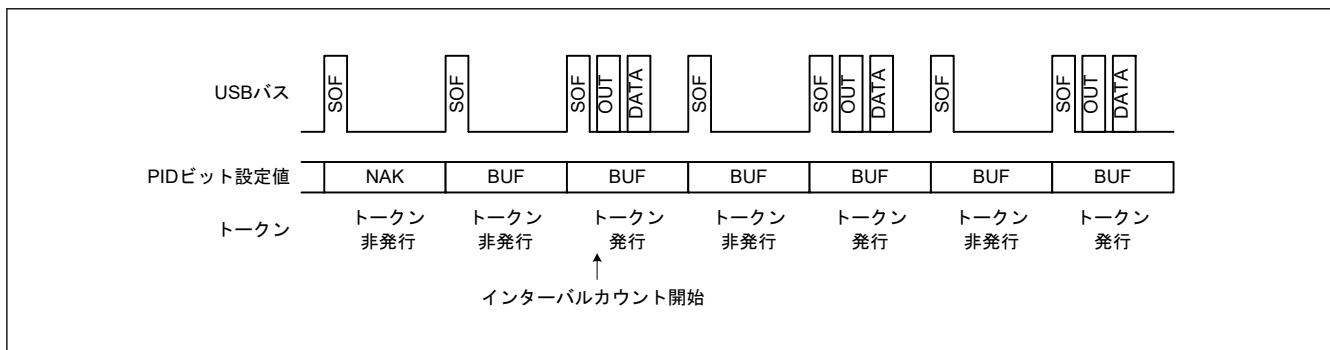 USBバス SOF SOF SOF OUT DATA SOF SOF OUT DATA SOF SOF OUT DATA
PIDビット設定値 NAK BUF BUF BUF BUF BUF BUF
トークン トークン非発行 トークン非発行 トークン発行 トークン非発行 トークン発行 トークン非発行 トークン発行
インターバルカウント開始